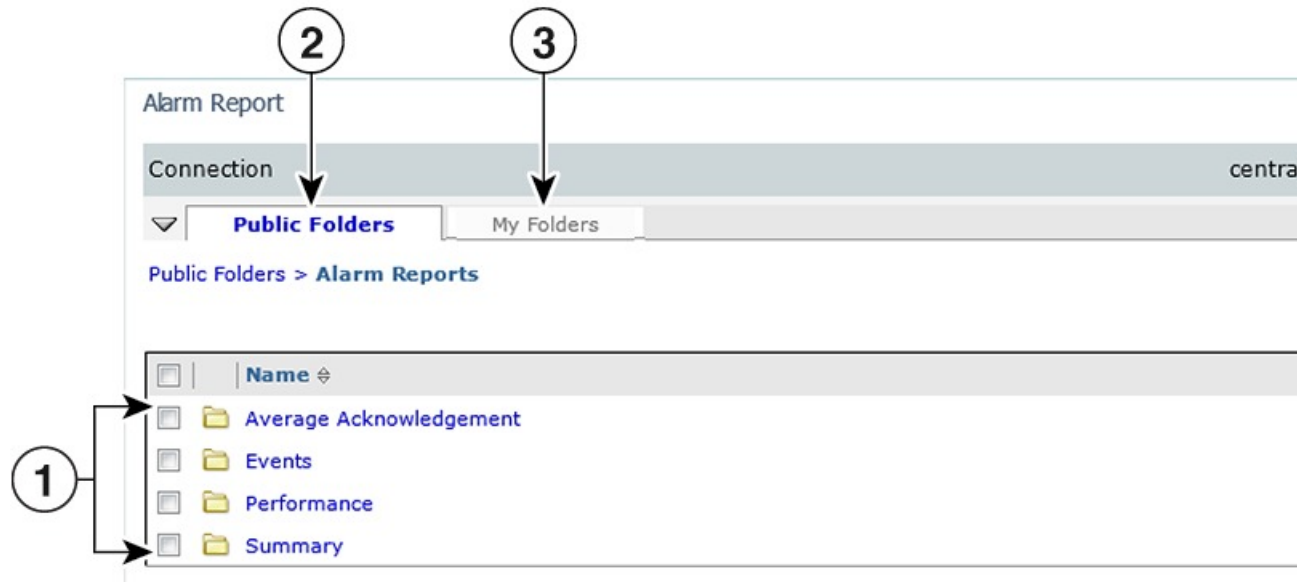 2 3
Alarm Report
Connection centra
Public Folders My Folders
Public Folders > Alarm Reports
Name
Average Acknowledgement
Events
1
Performance
Summary